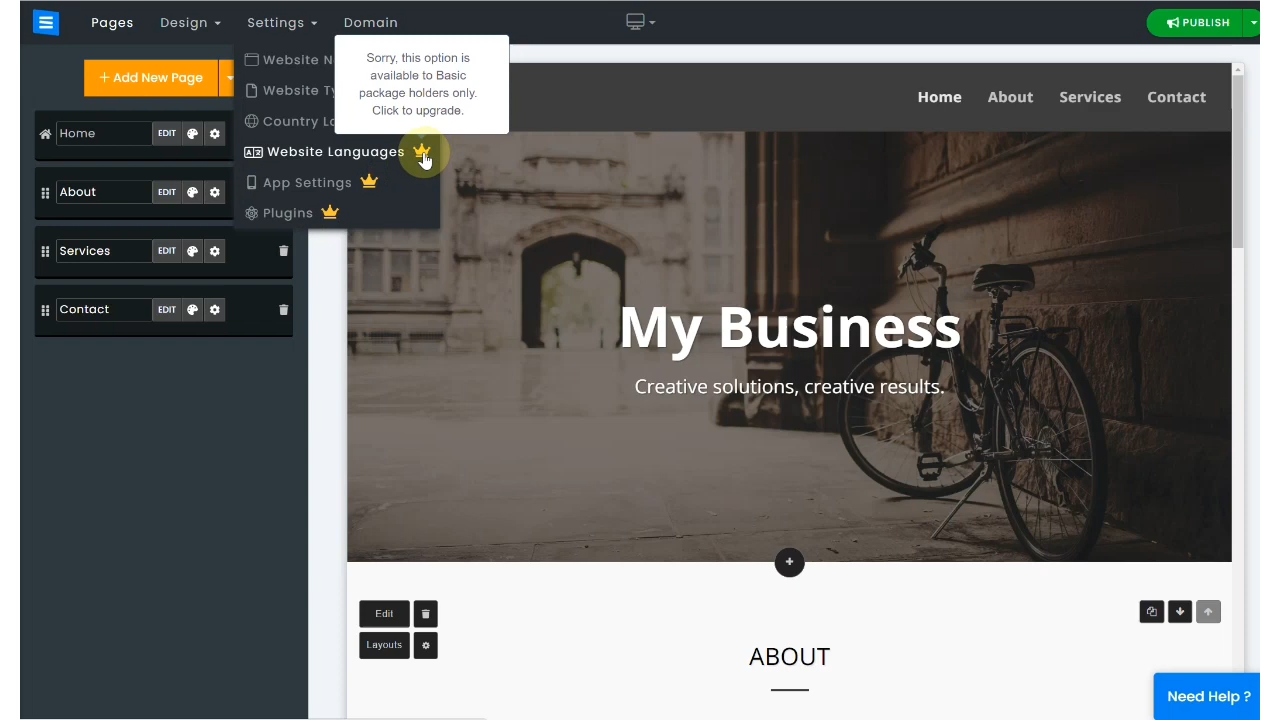 Pages
Design
Settings
Domain
PUBLISH
+ Add New Page
Website N
Website Ty
Country Lo
Website Languages
App Settings
Plugins
Sorry, this option is
available to Basic
package holders only.
Click to upgrade.
Home EDIT
About EDIT
Services EDIT
Contact EDIT
Home About Services Contact
My Business
Creative solutions, creative results.
+
Edit
Layouts
ABOUT
Need Help ?